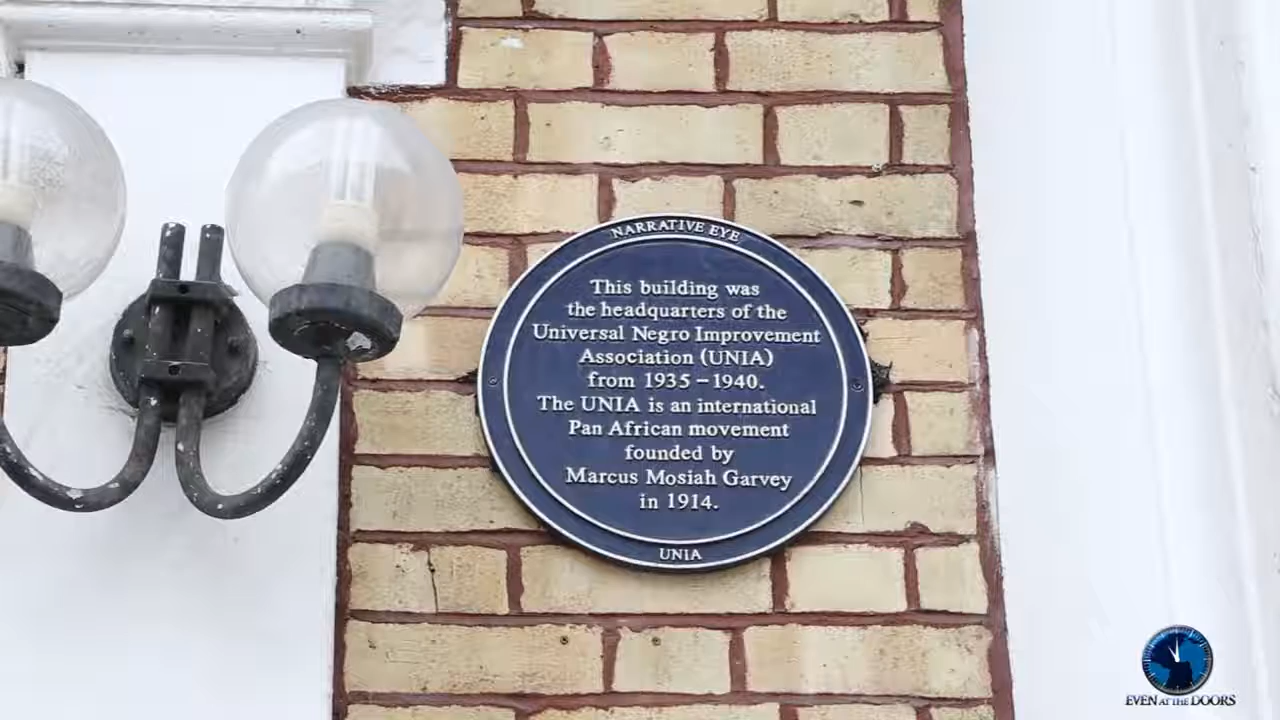 NARRATIVE EYE
This building was
the headquarters of the
Universal Negro Improvement
Association (UNIA)
from 1935 – 1940.
The UNIA is an international
Pan African movement
founded by
Marcus Mosiah Garvey
in 1914.
UNIA
EVEN AT THE DOORS